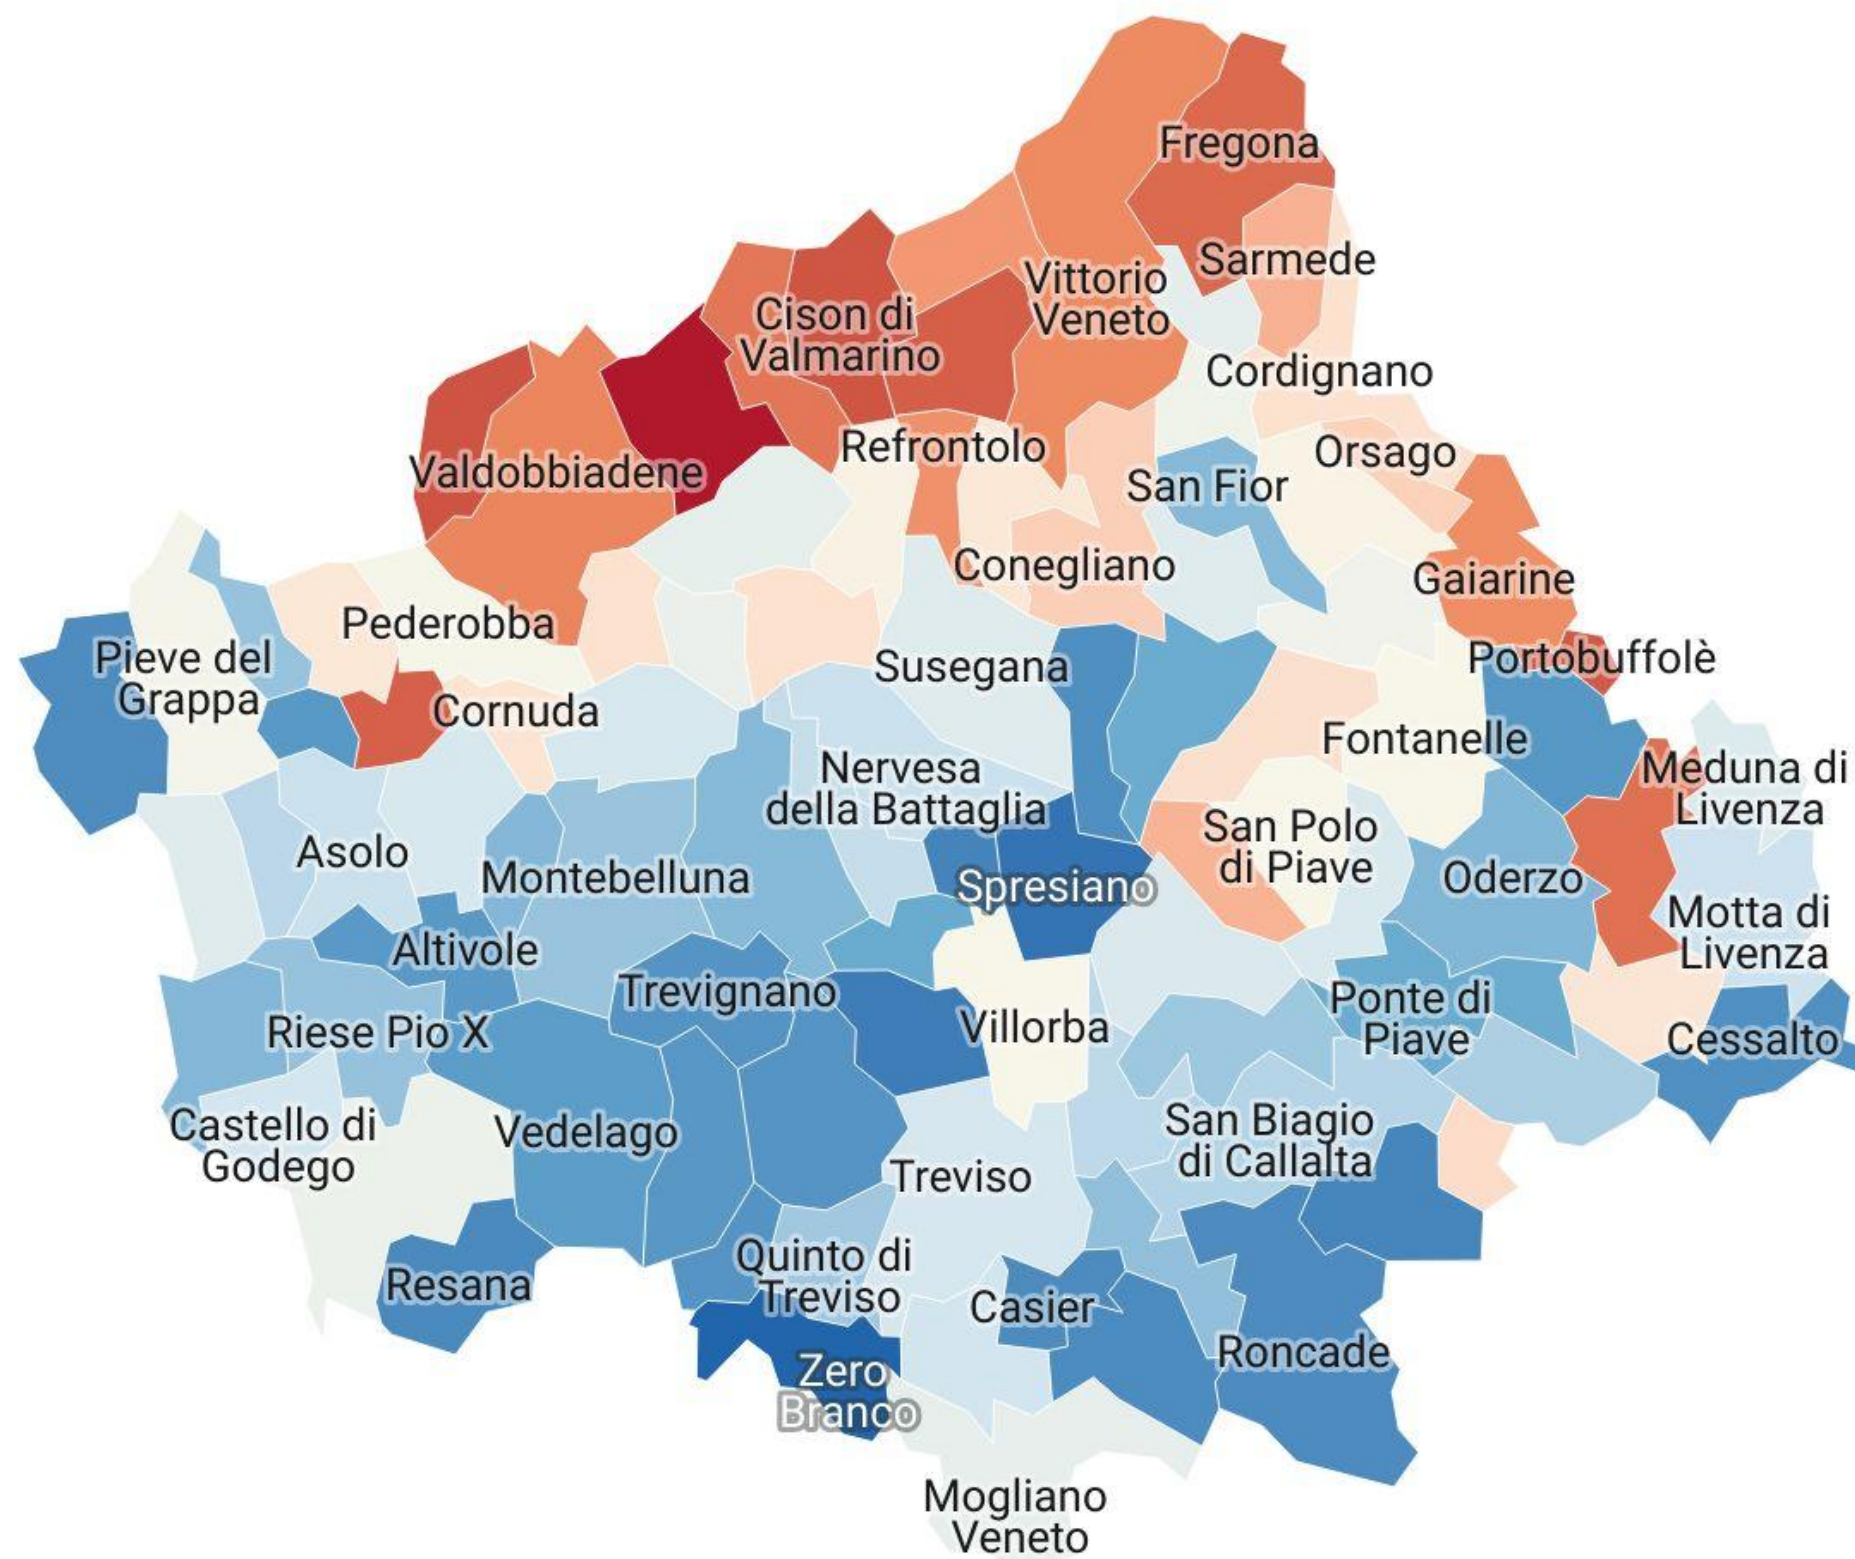 Fregona
Sarmede
Vittorio
Veneto
Cison di
Valmarino
Cordignano
Refrontolo
Orsago
Valdobbiadene
San Fior
Conegliano
Gaiarine
Pederobba
Pieve del
Grappa
Susegana
Portobuffolè
Cornuda
Fontanelle
Nervesa
della Battaglia
Meduna di
Livenza
San Polo
di Piave
Asolo
Montebelluna
Spresiano
Oderzo
Motta di
Livenza
Altivole
Trevignano
Ponte di
Piave
Riese Pio X
Villorba
Cessalto
Castello di
Godego
Vedelago
San Biagio
di Callalta
Treviso
Quinto di
Treviso
Resana
Casier
Roncade
Zero
Branco
Mogliano
Veneto